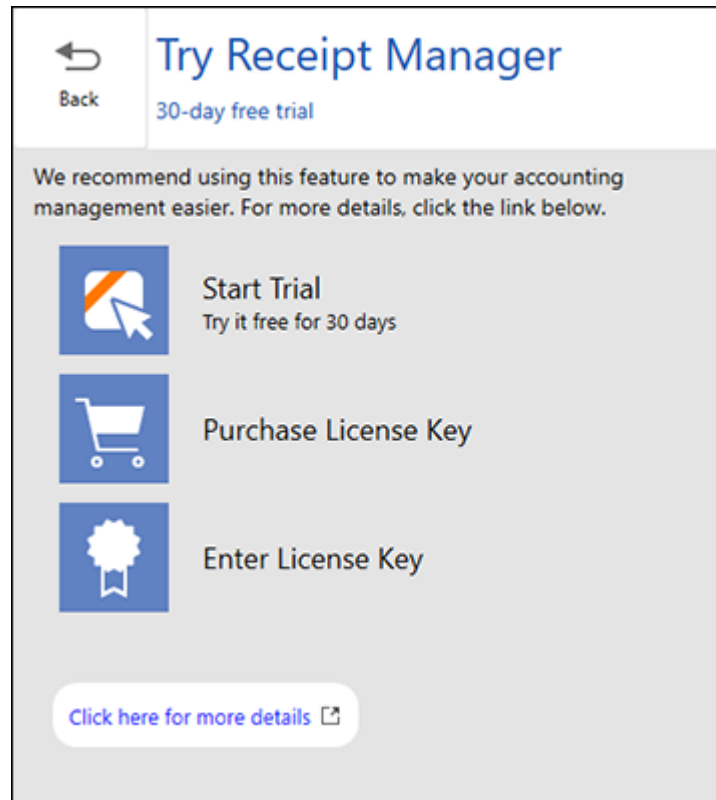 Try Receipt Manager
Back
30-day free trial
We recommend using this feature to make your accounting
management easier. For more details, click the link below.
Start Trial
Try it free for 30 days
Purchase License Key
Enter License Key
Click here for more details